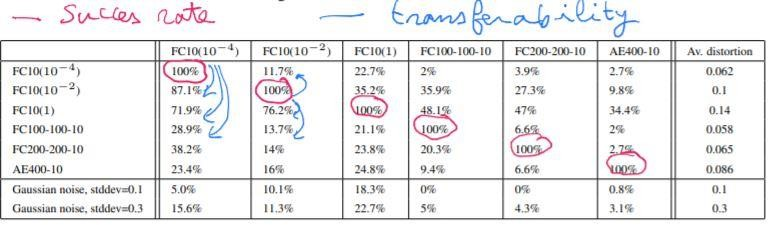 — Succes rate — transferability
FC10(10⁻⁴) FC10(10⁻²) FC10(1) FC100-100-10 FC200-200-10 AE400-10 Av. distortion
FC10(10⁻⁴) 100% 11.7% 22.7% 2% 3.9% 2.7% 0.062
FC10(10⁻²) 87.1% 100% 35.2% 35.9% 27.3% 9.8% 0.1
FC10(1) 71.9% 76.2% 100% 48.1% 47% 34.4% 0.14
FC100-100-10 28.9% 13.7% 21.1% 100% 6.6% 2% 0.058
FC200-200-10 38.2% 14% 23.8% 20.3% 100% 2.7% 0.065
AE400-10 23.4% 16% 24.8% 9.4% 6.6% 100% 0.086
Gaussian noise, stddev=0.1 5.0% 10.1% 18.3% 0% 0% 0.8% 0.1
Gaussian noise, stddev=0.3 15.6% 11.3% 22.7% 5% 4.3% 3.1% 0.3